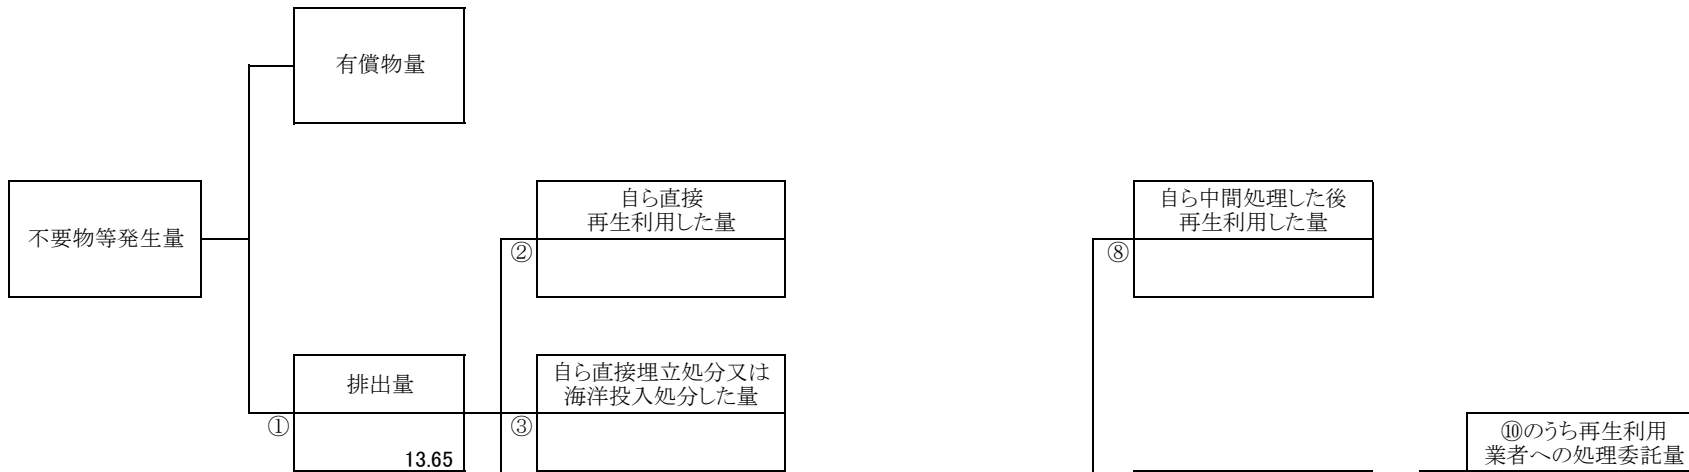 有償物量
不要物等発生量
自ら直接
再生利用した量
②
自ら中間処理した後
再生利用した量
⑧
排出量
①
13.65
自ら直接埋立処分又は
海洋投入処分した量
③
⑩のうち再生利用
業者への処理委託量